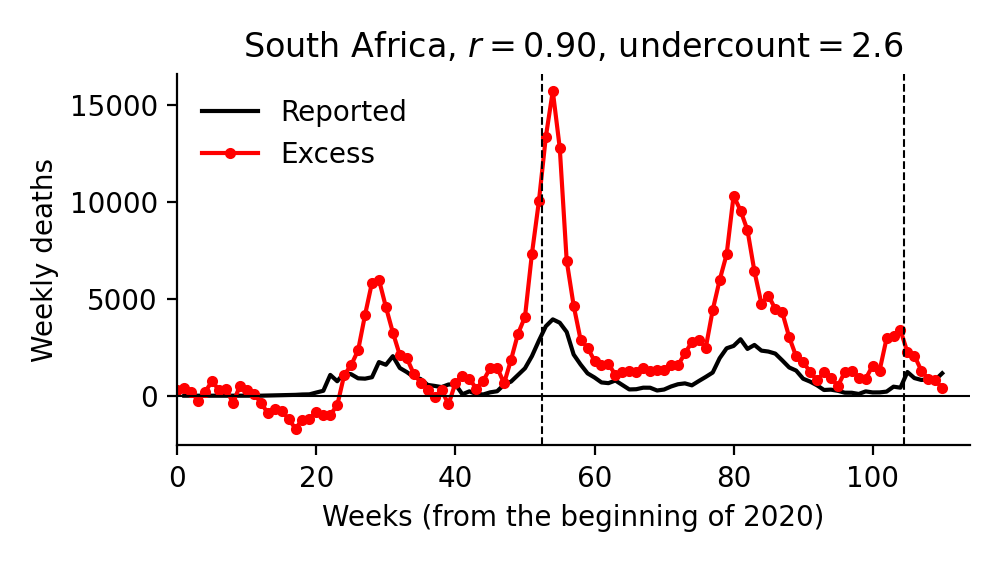 South Africa, r = 0.90, undercount = 2.6
Reported
Excess
Weekly deaths
15000
10000
5000
0
0 20 40 60 80 100
Weeks (from the beginning of 2020)